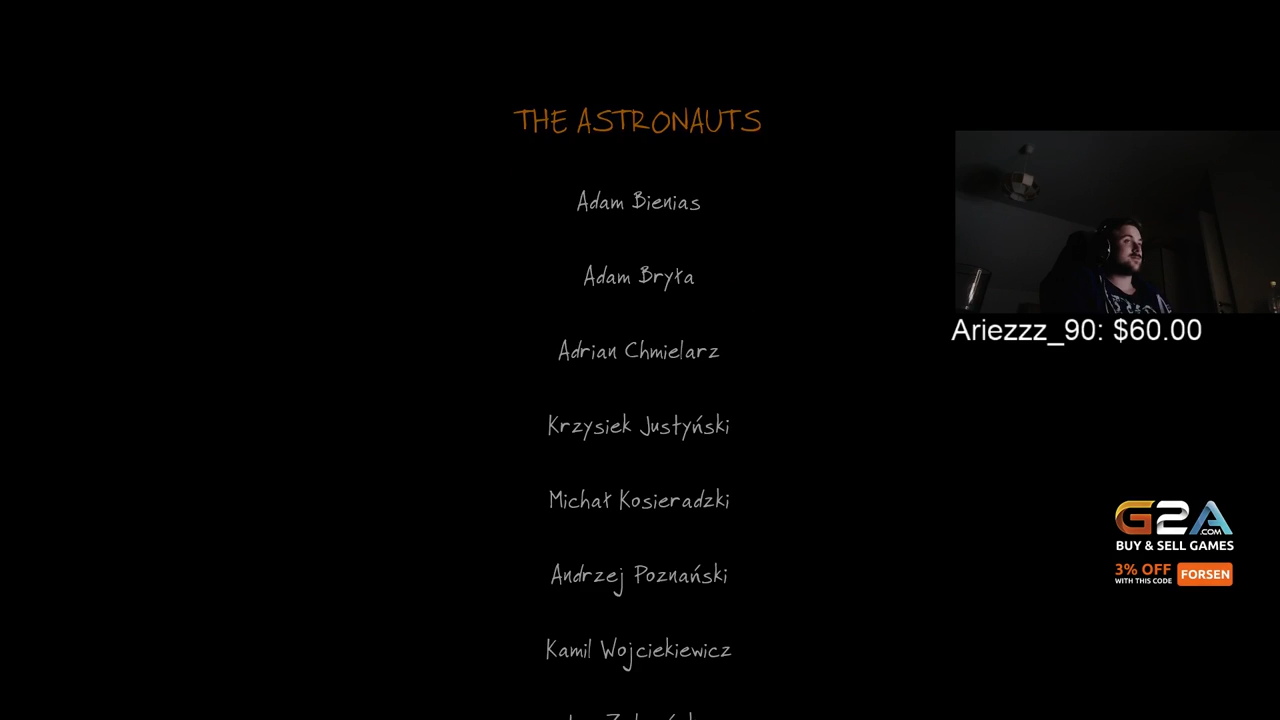 THE ASTRONAUTS
Adam Bienias
Adam Bryła
Adrian Chmielarz
Krzysiek Justyński
Michał Kosieradzki
Andrzej Poznański
Kamil Wojciekiewicz
Ariezzz_90: $60.00
G2A
.COM
BUY & SELL GAMES
3% OFF
WITH THIS CODE
FORSEN